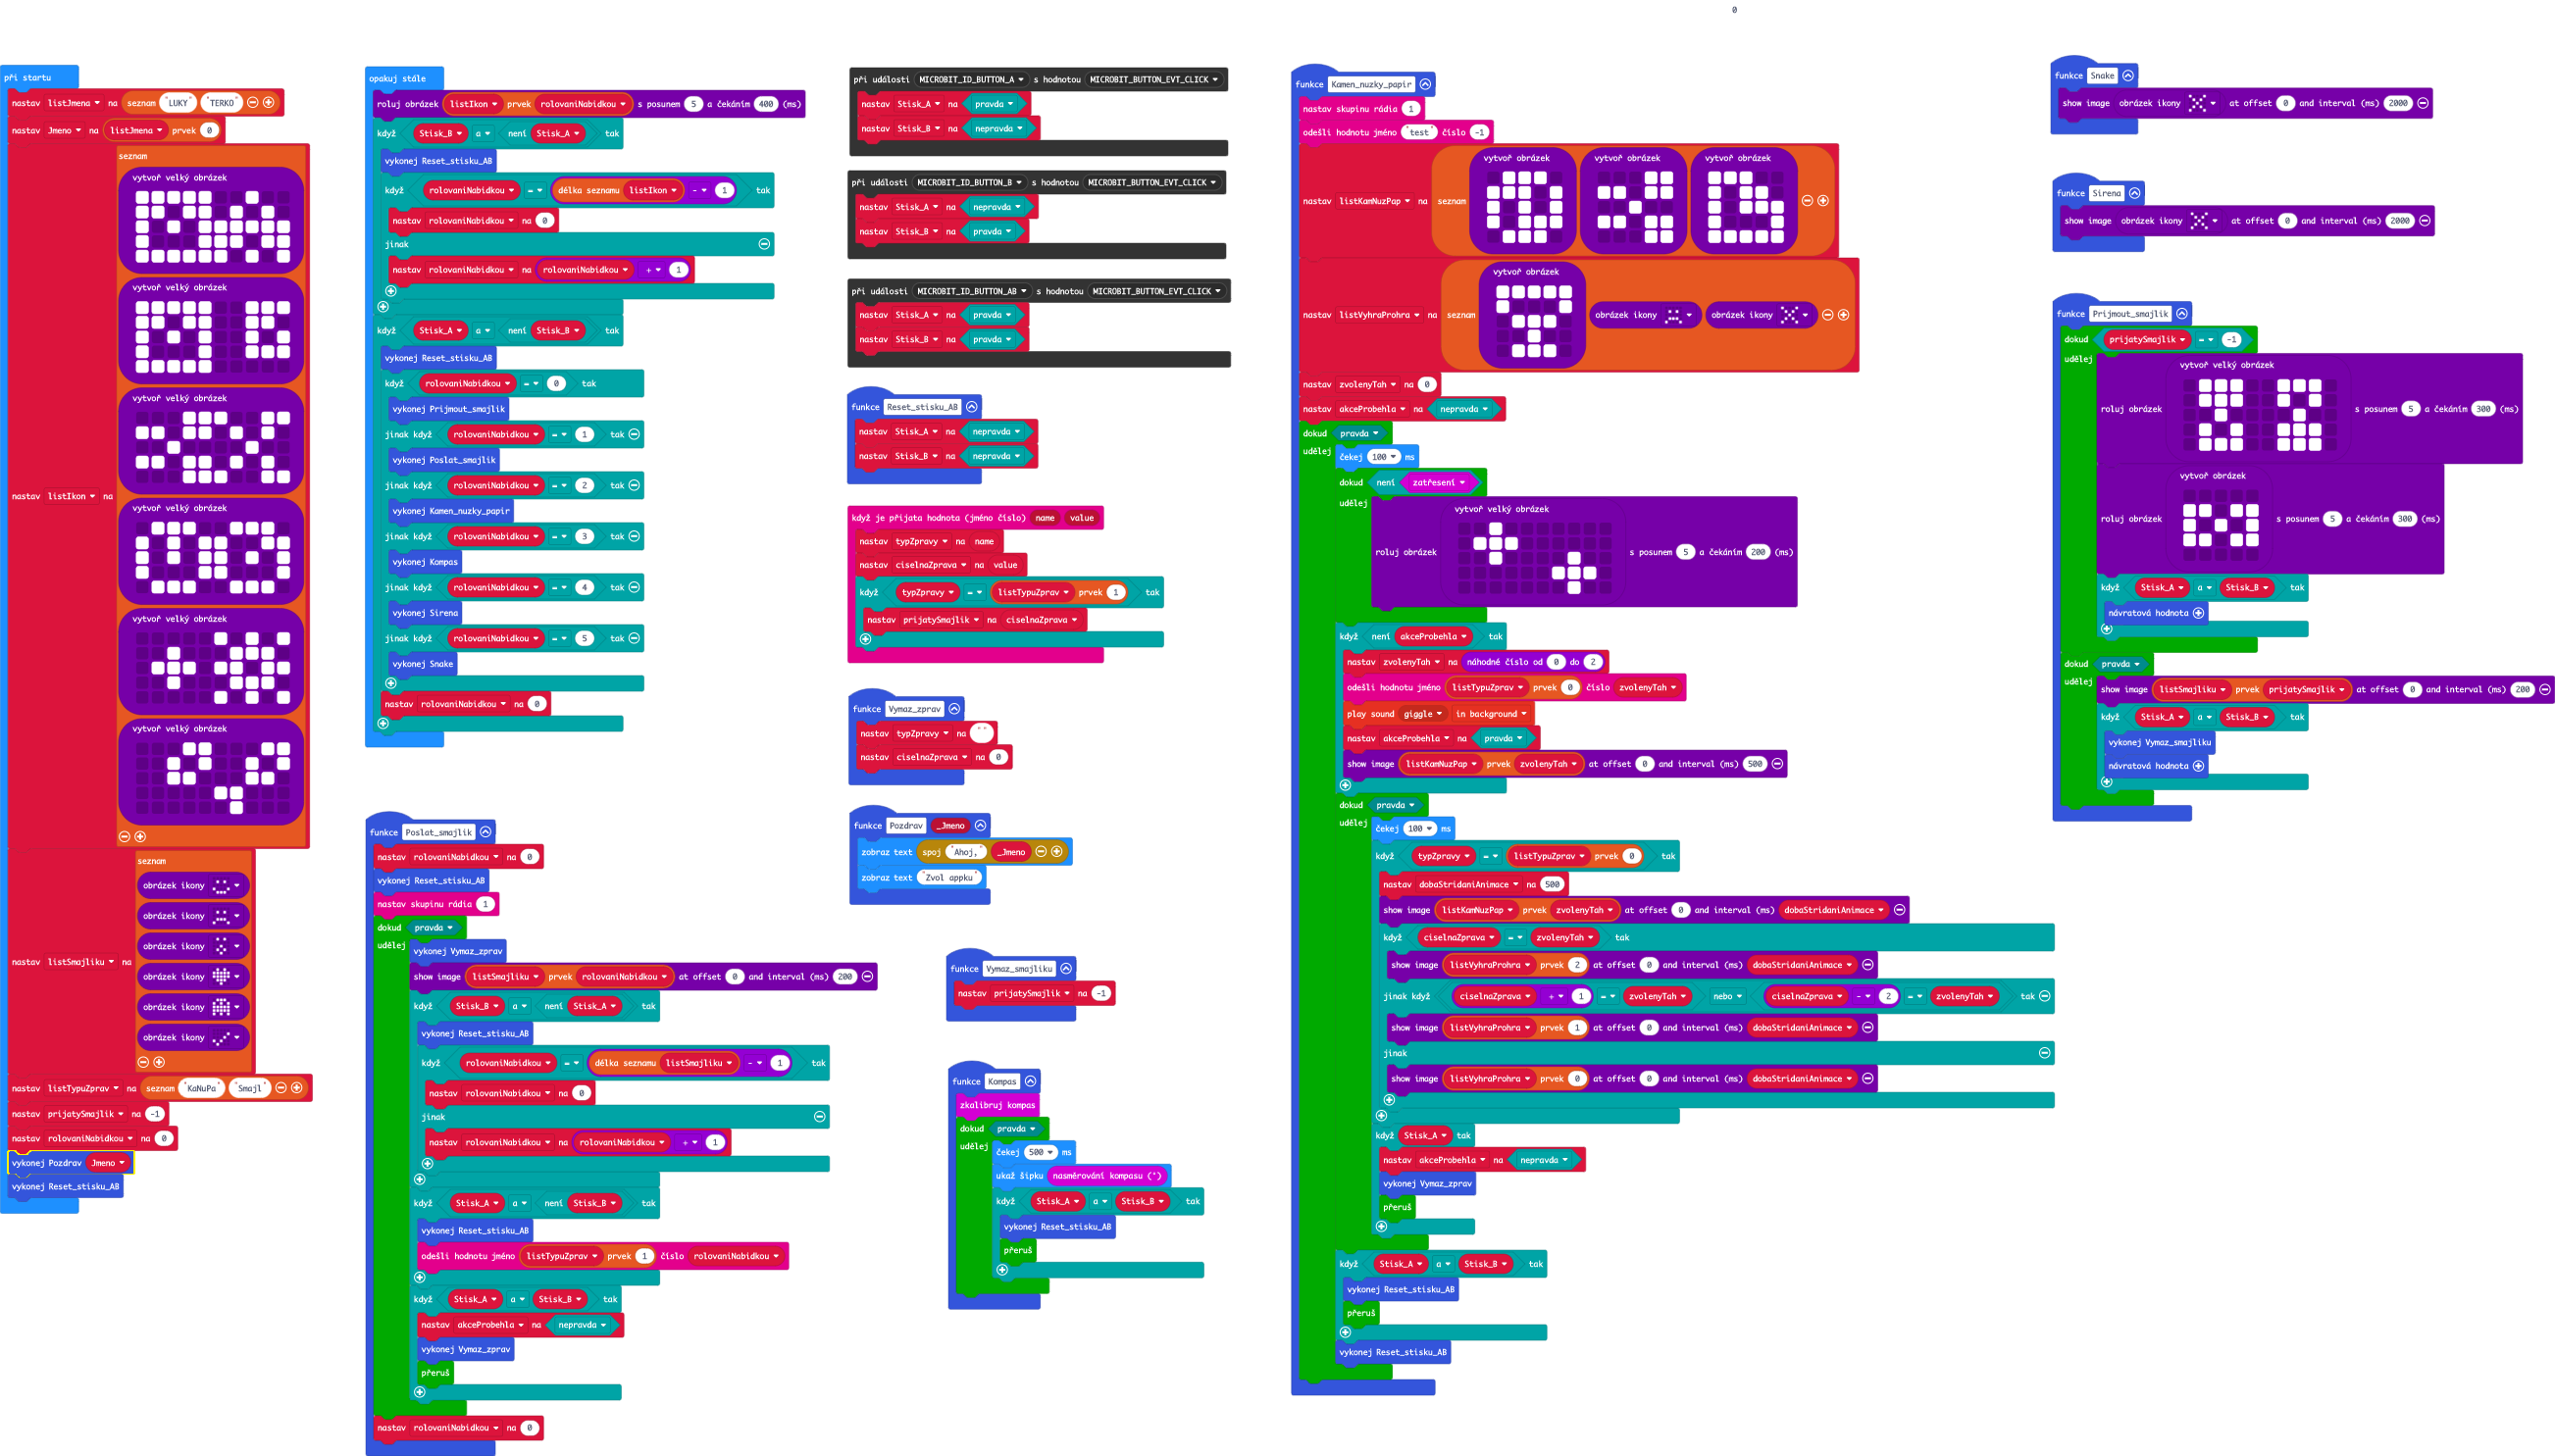 0
při startu
nastav listJmena na seznam "LUKY" "TERKO"
nastav Jmeno na listJmena prvek 0
nastav listIkon na seznam
vytvoř velký obrázek
vytvoř velký obrázek
vytvoř velký obrázek
vytvoř velký obrázek
vytvoř velký obrázek
vytvoř velký obrázek
nastav listSmajliku na seznam
obrázek ikony
obrázek ikony
obrázek ikony
obrázek ikony
obrázek ikony
obrázek ikony
nastav listTypuZprav na seznam "KaNuPa" "Smajl"
nastav prijatySmajlik na -1
nastav rolovaniNabidkou na 0
vykonej Pozdrav Jmeno
vykonej Reset_stisku_AB
opakuj stále
roluj obrázek listIkon prvek rolovaniNabidkou s posunem 5 a čekáním 400 (ms)
když Stisk_B a není Stisk_A tak
vykonej Reset_stisku_AB
když rolovaniNabidkou = délka seznamu listIkon - 1 tak
nastav rolovaniNabidkou na 0
jinak
nastav rolovaniNabidkou na rolovaniNabidkou + 1
když Stisk_A a není Stisk_B tak
vykonej Reset_stisku_AB
když rolovaniNabidkou = 0 tak
vykonej Prijmout_smajlik
jinak když rolovaniNabidkou = 1 tak
vykonej Poslat_smajlik
jinak když rolovaniNabidkou = 2 tak
vykonej Kamen_nuzky_papir
jinak když rolovaniNabidkou = 3 tak
vykonej Kompas
jinak když rolovaniNabidkou = 4 tak
vykonej Sirena
jinak když rolovaniNabidkou = 5 tak
vykonej Snake
nastav rolovaniNabidkou na 0
funkce Poslat_smajlik
nastav rolovaniNabidkou na 0
vykonej Reset_stisku_AB
nastav skupinu rádia 1
dokud pravda
udělej vykonej Vymaz_zprav
show image listSmajliku prvek rolovaniNabidkou at offset 0 and interval (ms) 200
když Stisk_B a není Stisk_A tak
vykonej Reset_stisku_AB
když rolovaniNabidkou = délka seznamu listSmajliku - 1 tak
nastav rolovaniNabidkou na 0
jinak
nastav rolovaniNabidkou na rolovaniNabidkou + 1
když Stisk_A a není Stisk_B tak
vykonej Reset_stisku_AB
odešli hodnotu jméno listTypuZprav prvek 1 číslo rolovaniNabidkou
když Stisk_A a Stisk_B tak
nastav akceProbehla na nepravda
vykonej Vymaz_zprav
přeruš
nastav rolovaniNabidkou na 0
při události MICROBIT_ID_BUTTON_A s hodnotou MICROBIT_BUTTON_EVT_CLICK
nastav Stisk_A na pravda
nastav Stisk_B na nepravda
při události MICROBIT_ID_BUTTON_B s hodnotou MICROBIT_BUTTON_EVT_CLICK
nastav Stisk_A na nepravda
nastav Stisk_B na pravda
při události MICROBIT_ID_BUTTON_AB s hodnotou MICROBIT_BUTTON_EVT_CLICK
nastav Stisk_A na pravda
nastav Stisk_B na pravda
funkce Reset_stisku_AB
nastav Stisk_A na nepravda
nastav Stisk_B na nepravda
když je přijata hodnota (jméno číslo) name value
nastav typZpravy na name
nastav ciselnaZprava na value
když typZpravy = listTypuZprav prvek 1 tak
nastav prijatySmajlik na ciselnaZprava
funkce Vymaz_zprav
nastav typZpravy na ""
nastav ciselnaZprava na 0
funkce Pozdrav _Jmeno
zobraz text spoj "Ahoj," _Jmeno
zobraz text "Zvol appku"
funkce Vymaz_smajliku
nastav prijatySmajlik na -1
funkce Kompas
zkalibruj kompas
dokud pravda
udělej čekej 500 ms
ukaž šipku nasměrování kompasu (°)
když Stisk_A a Stisk_B tak
vykonej Reset_stisku_AB
přeruš
funkce Kamen_nuzky_papir
nastav skupinu rádia 1
odešli hodnotu jméno "test" číslo -1
nastav listKamNuzPap na seznam vytvoř obrázek vytvoř obrázek vytvoř obrázek
nastav listVyhraProhra na seznam vytvoř obrázek obrázek ikony obrázek ikony
nastav zvolenyTah na 0
nastav akceProbehla na nepravda
dokud pravda
udělej čekej 100 ms
dokud není zatřesení
udělej
roluj obrázek vytvoř velký obrázek s posunem 5 a čekáním 200 (ms)
když není akceProbehla tak
nastav zvolenyTah na náhodné číslo od 0 do 2
odešli hodnotu jméno listTypuZprav prvek 0 číslo zvolenyTah
play sound giggle in background
nastav akceProbehla na pravda
show image listKamNuzPap prvek zvolenyTah at offset 0 and interval (ms) 500
dokud pravda
udělej čekej 100 ms
když typZpravy = listTypuZprav prvek 0 tak
nastav dobaStridaniAnimace na 500
show image listKamNuzPap prvek zvolenyTah at offset 0 and interval (ms) dobaStridaniAnimace
když ciselnaZprava = zvolenyTah tak
show image listVyhraProhra prvek 2 at offset 0 and interval (ms) dobaStridaniAnimace
jinak když ciselnaZprava + 1 = zvolenyTah nebo ciselnaZprava - 2 = zvolenyTah tak
show image listVyhraProhra prvek 1 at offset 0 and interval (ms) dobaStridaniAnimace
jinak
show image listVyhraProhra prvek 0 at offset 0 and interval (ms) dobaStridaniAnimace
když Stisk_A tak
nastav akceProbehla na nepravda
vykonej Vymaz_zprav
přeruš
když Stisk_A a Stisk_B tak
vykonej Reset_stisku_AB
přeruš
vykonej Reset_stisku_AB
funkce Snake
show image obrázek ikony at offset 0 and interval (ms) 2000
funkce Sirena
show image obrázek ikony at offset 0 and interval (ms) 2000
funkce Prijmout_smajlik
dokud prijatySmajlik = -1
udělej
roluj obrázek vytvoř velký obrázek s posunem 5 a čekáním 300 (ms)
roluj obrázek vytvoř obrázek s posunem 5 a čekáním 300 (ms)
když Stisk_A a Stisk_B tak
návratová hodnota
dokud pravda
udělej show image listSmajliku prvek prijatySmajlik at offset 0 and interval (ms) 200
když Stisk_A a Stisk_B tak
vykonej Vymaz_smajliku
návratová hodnota